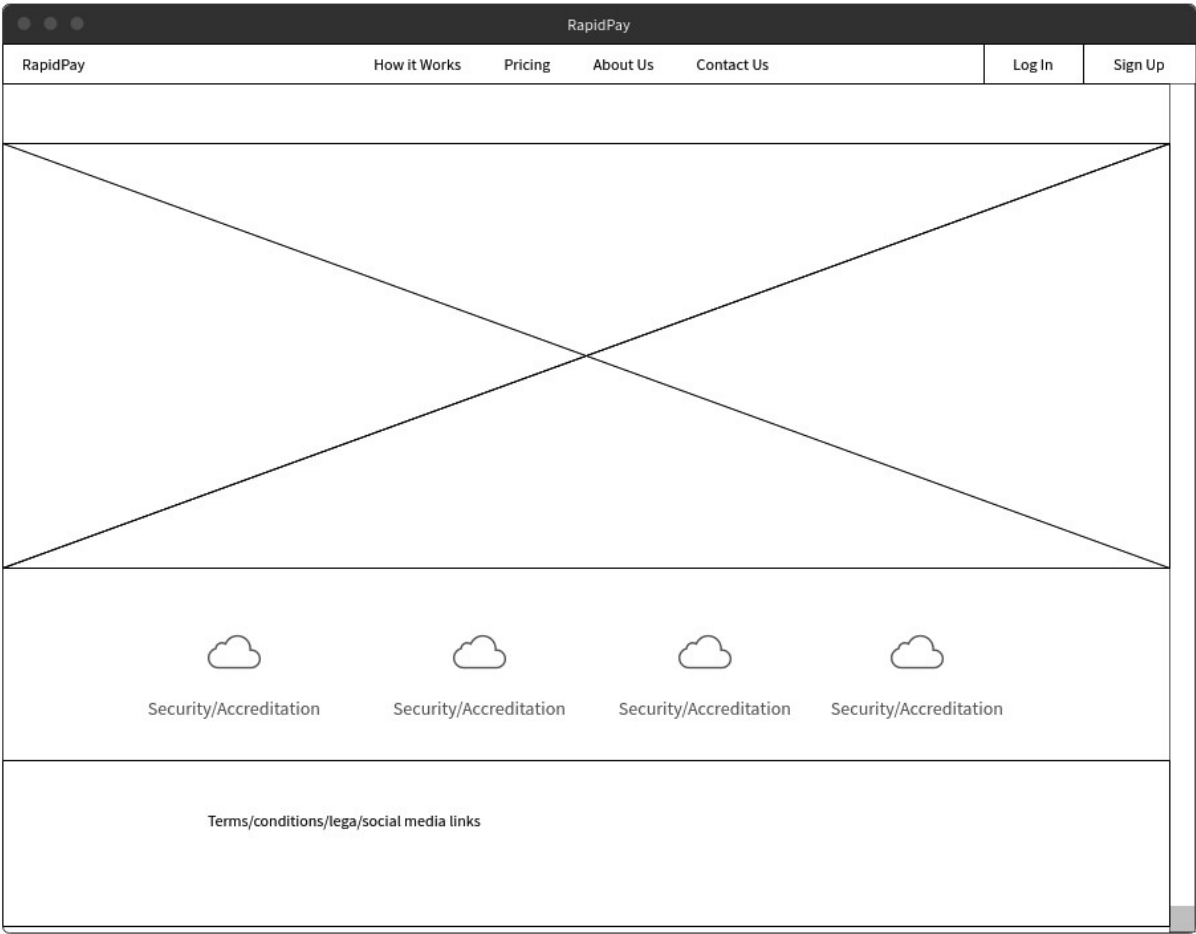 RapidPay
RapidPay How it Works Pricing About Us Contact Us Log In Sign Up
Security/Accreditation Security/Accreditation Security/Accreditation Security/Accreditation
Terms/conditions/lega/social media links